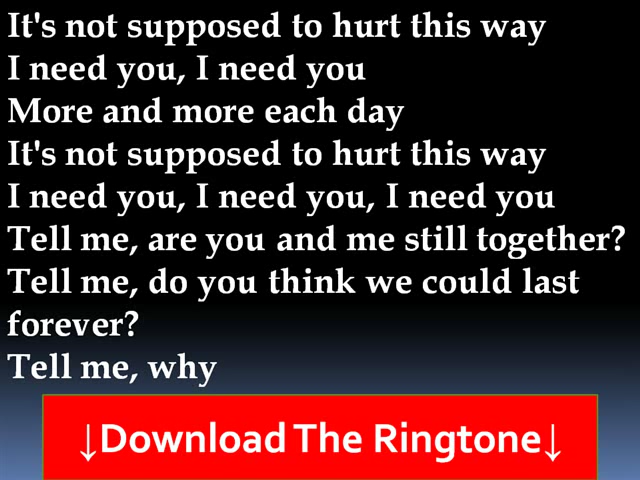 It's not supposed to hurt this way
I need you, I need you
More and more each day
It's not supposed to hurt this way
I need you, I need you, I need you
Tell me, are you and me still together?
Tell me, do you think we could last
forever?
Tell me, why
↓Download The Ringtone↓